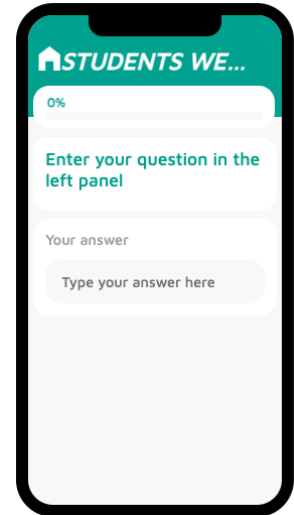 STUDENTS WE...
0%
Enter your question in the
left panel
Your answer
Type your answer here